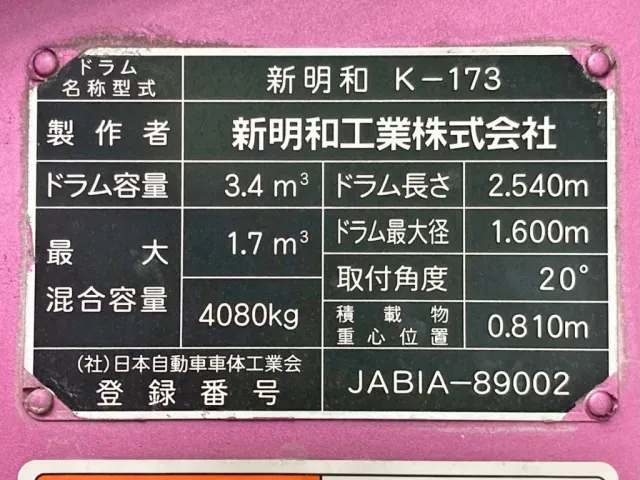 ドラム
名称型式
新明和 K-173
製作者
新明和工業株式会社
ドラム容量
3.4 m³
ドラム長さ
2.540m
最大
混合容量
1.7 m³
4080kg
ドラム最大径
1.600m
取付角度
20°
積載物
重心位置
0.810m
(社)日本自動車車体工業会
登録番号
JABIA-89002